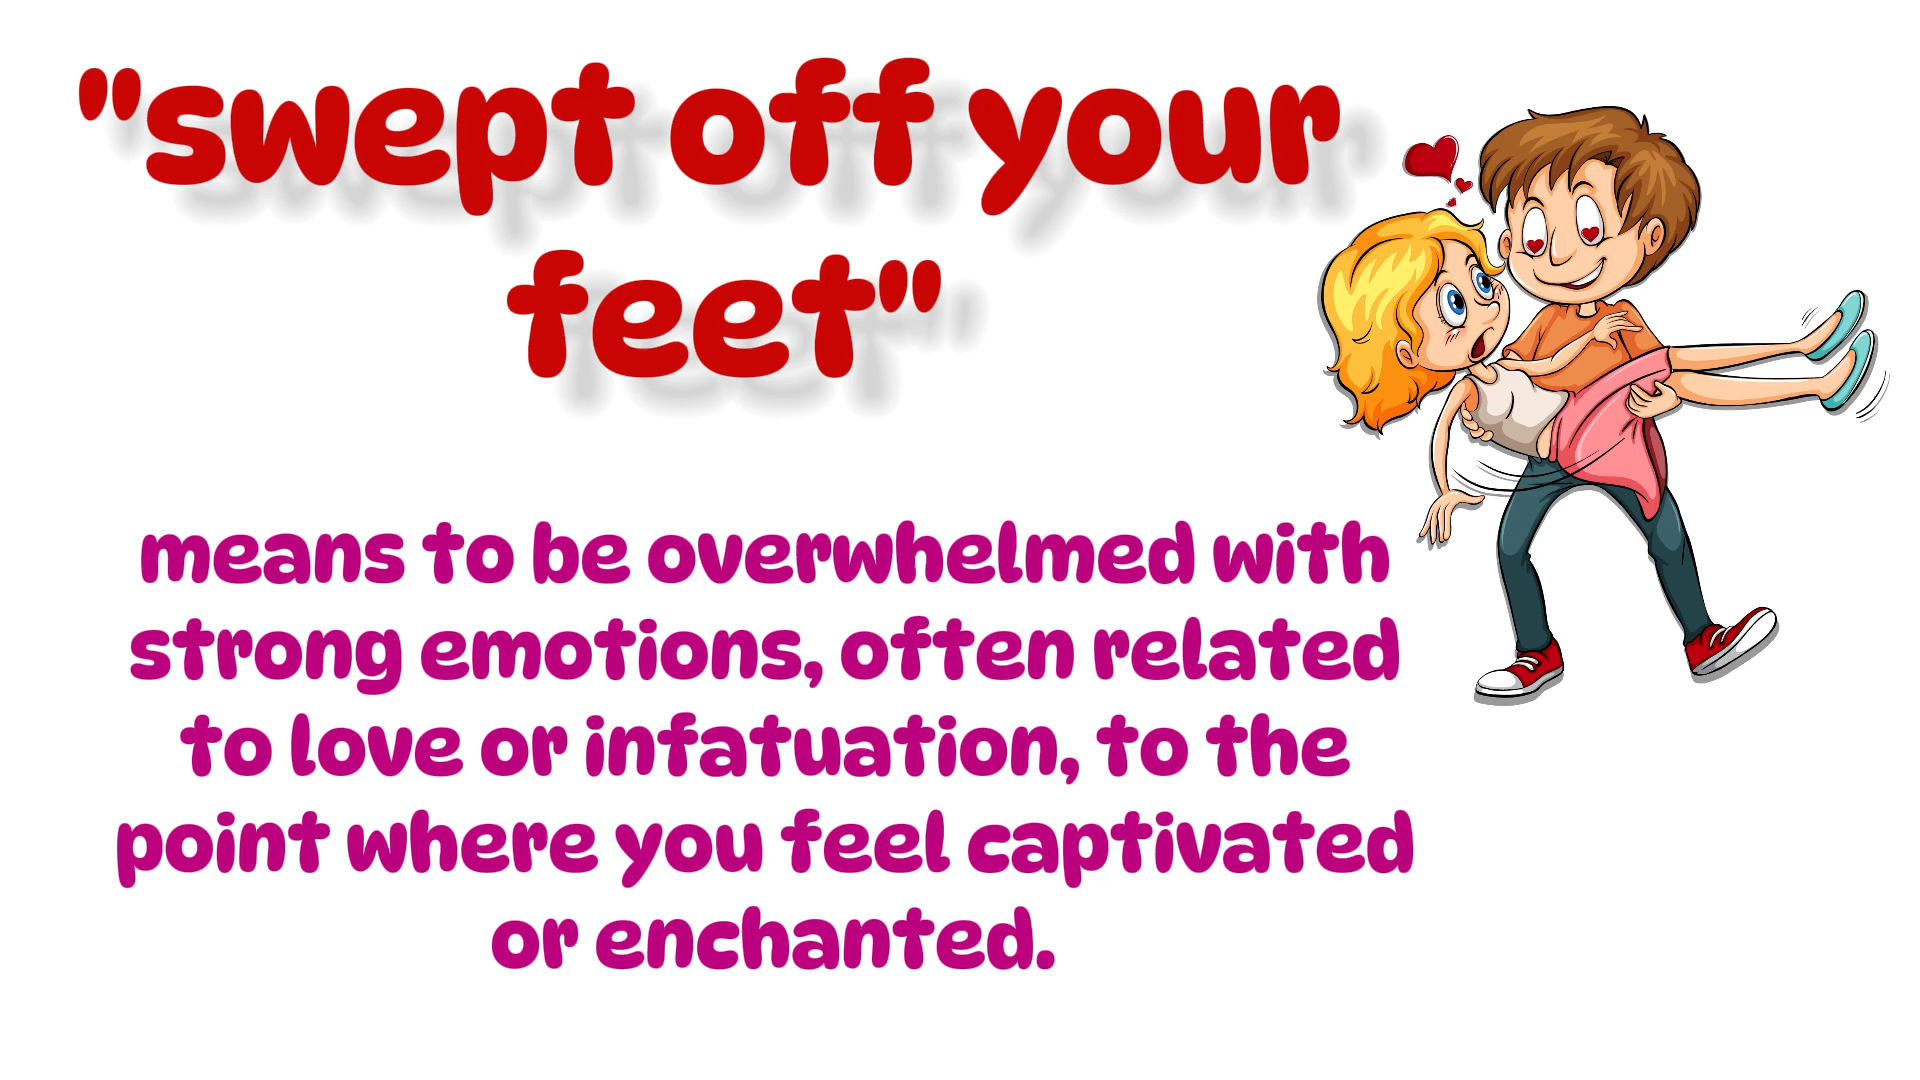 "swept off your
feet"
means to be overwhelmed with
strong emotions, often related
to love or infatuation, to the
point where you feel captivated
or enchanted.